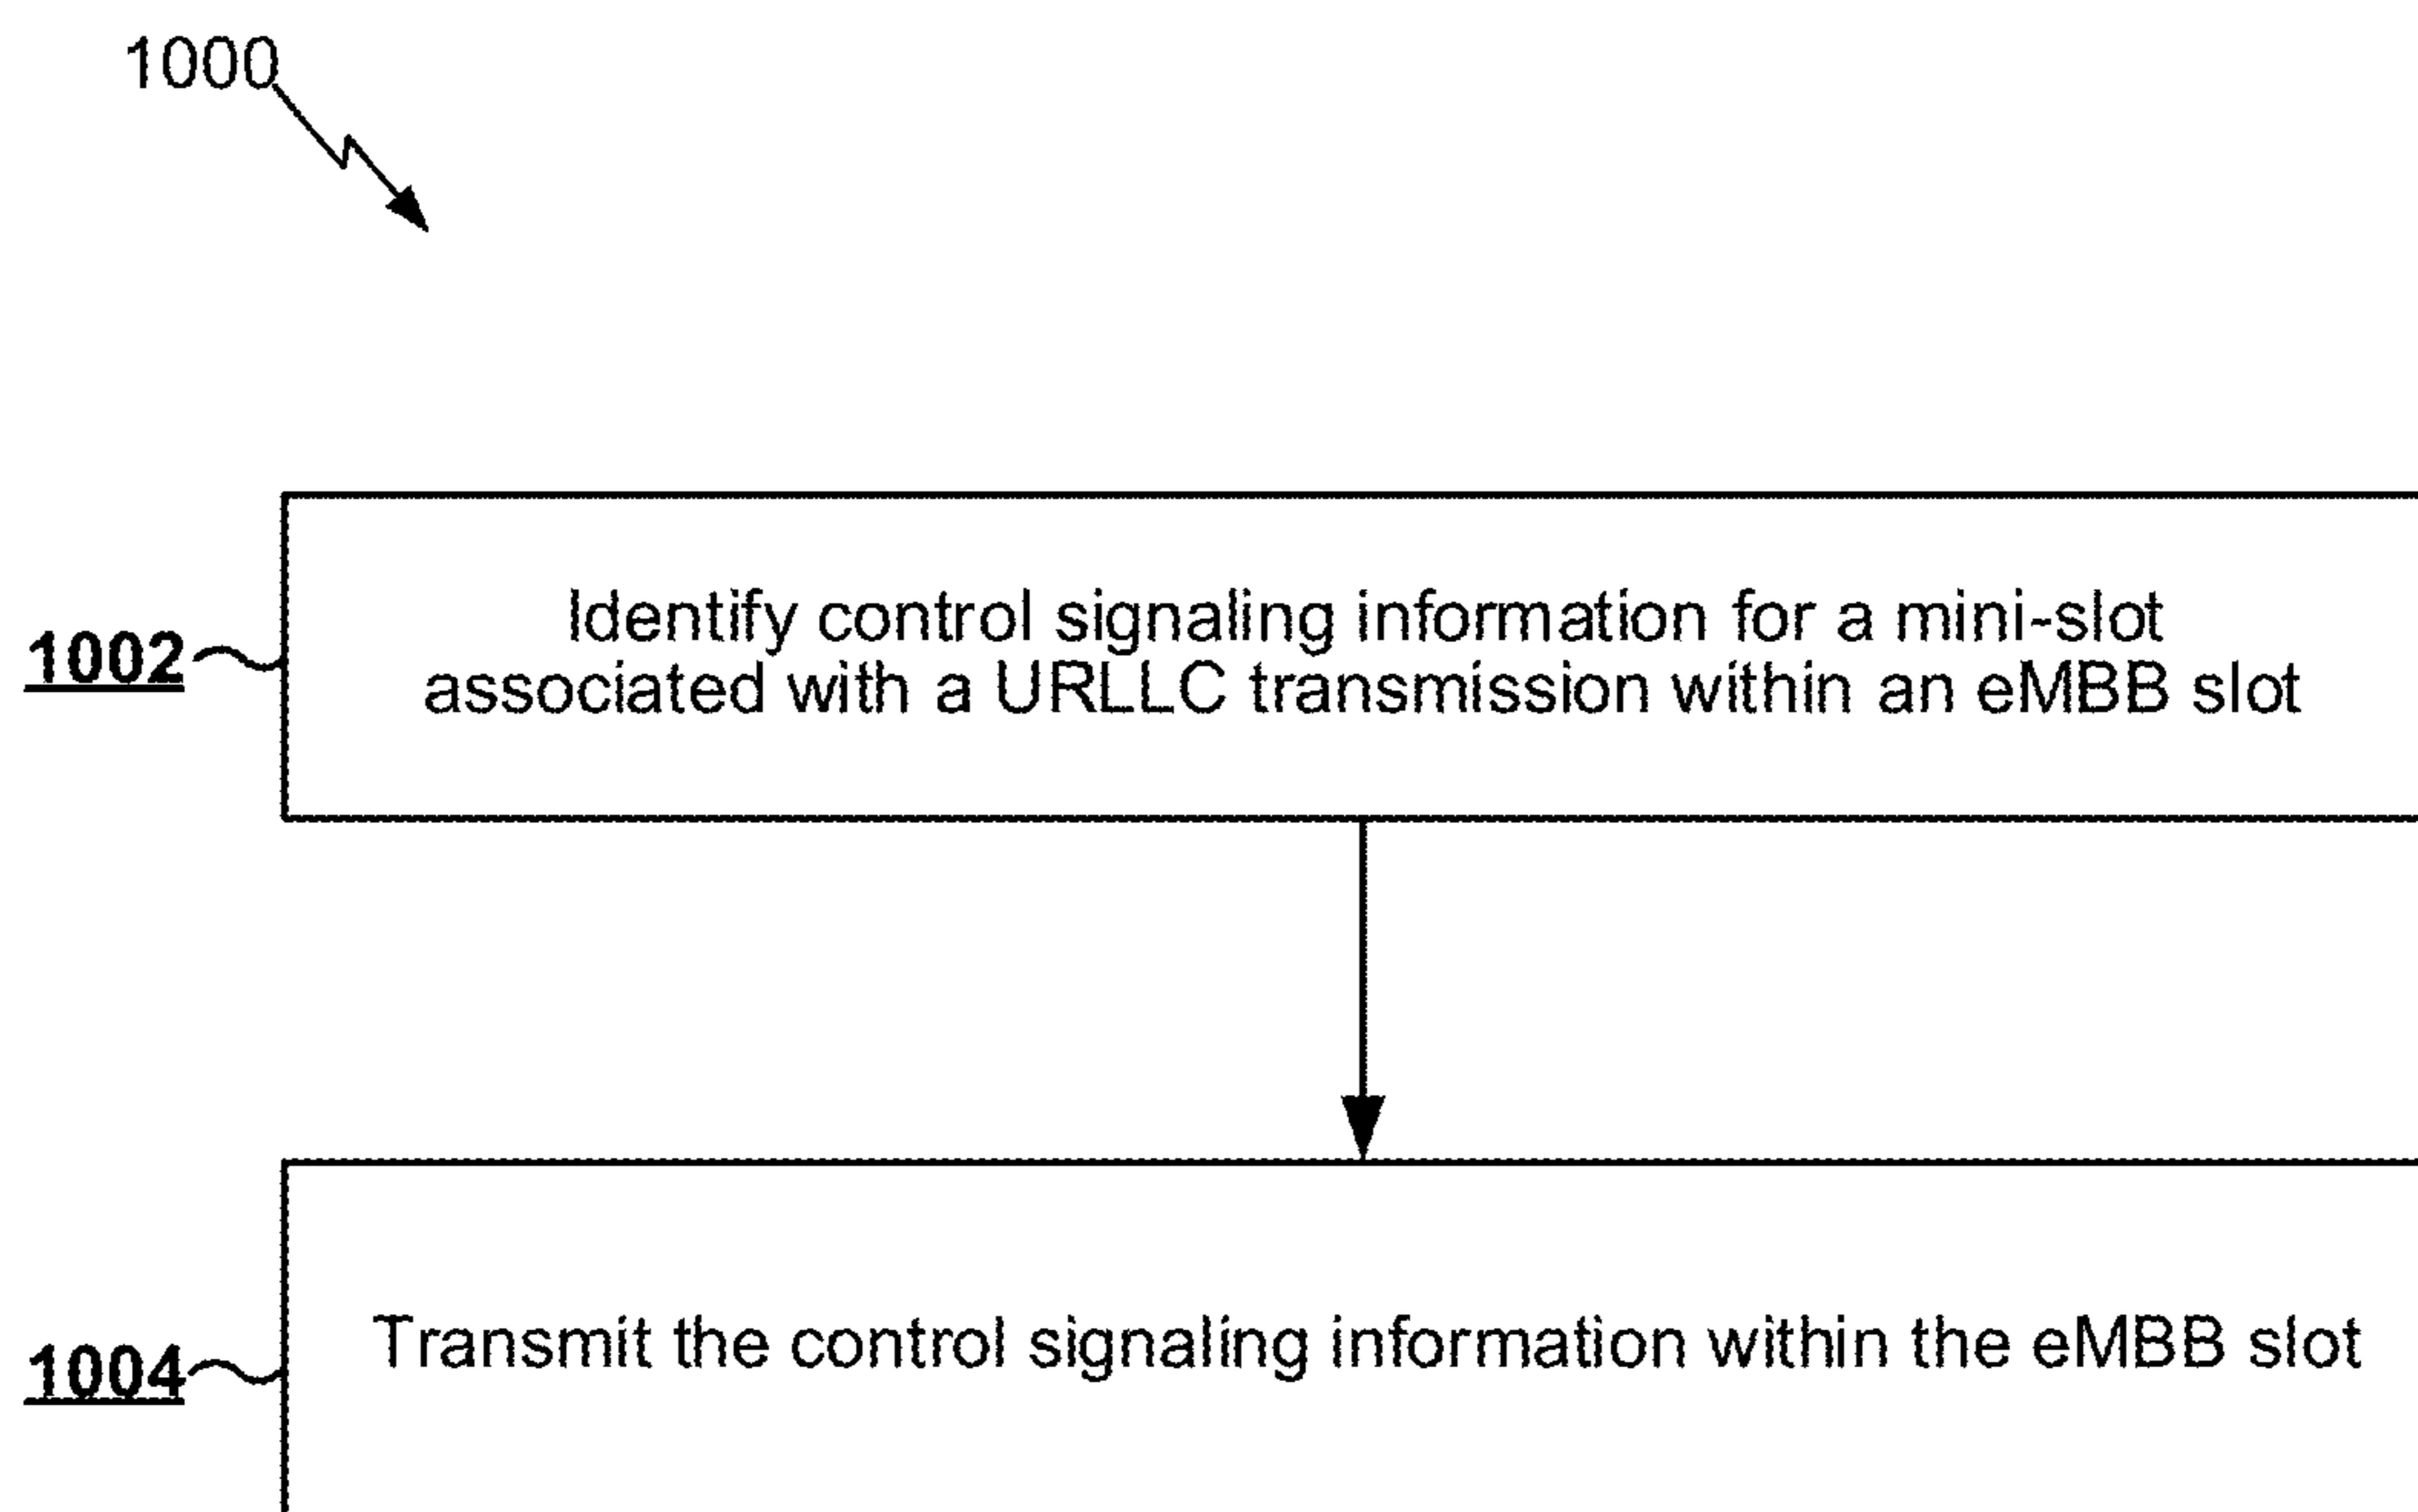 1000
1002
Identify control signaling information for a mini-slot
associated with a URLLC transmission within an eMBB slot
1004
Transmit the control signaling information within the eMBB slot